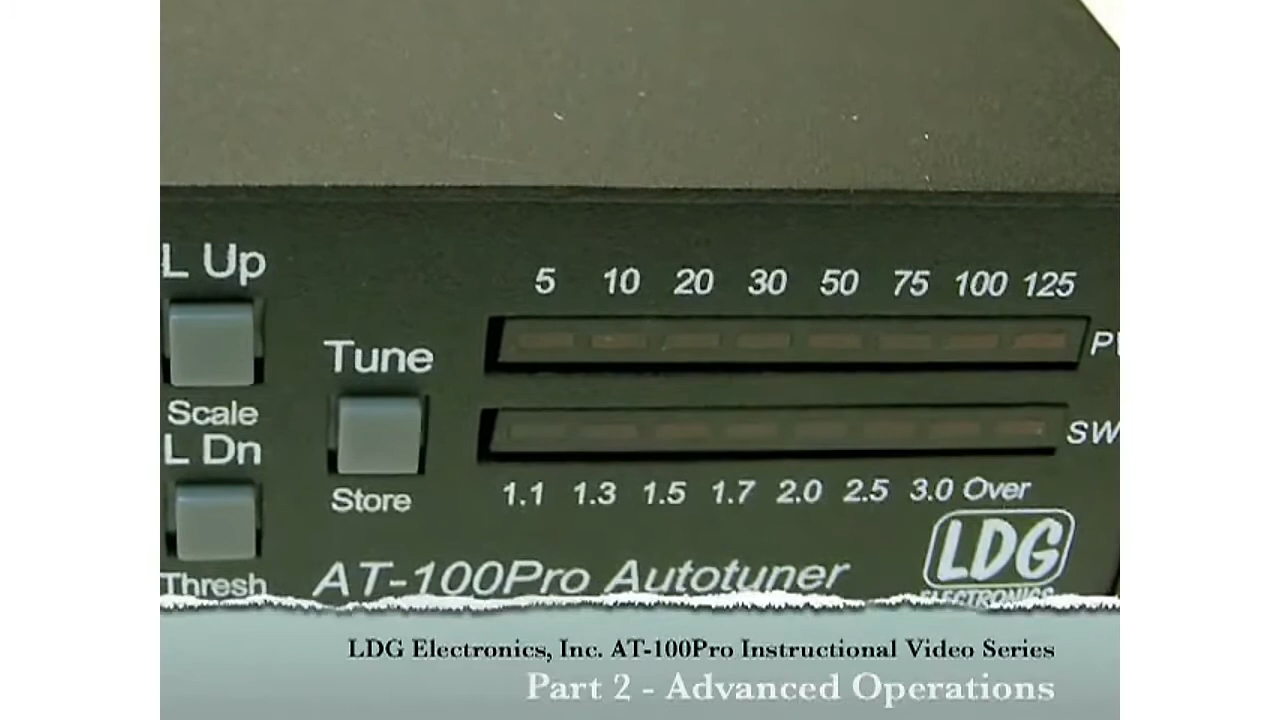 L Up
5 10 20 30 50 75 100 125
Tune
Scale
L Dn
Store
1.1 1.3 1.5 1.7 2.0 2.5 3.0 Over
LDG
ELECTRONICS
Thresh
AT-100Pro Autotuner
LDG Electronics, Inc. AT-100Pro Instructional Video Series
Part 2 - Advanced Operations